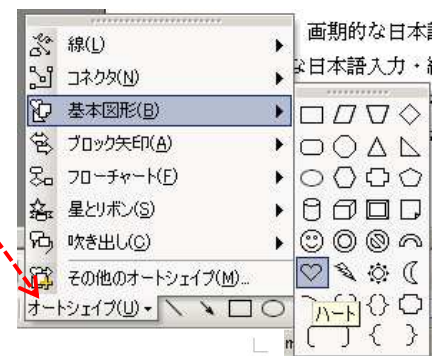 線(L)
コネクタ(N)
基本図形(B)
ブロック矢印(A)
フローチャート(F)
星とリボン(S)
吹き出し(C)
その他のオートシェイプ(M)...
オートシェイプ(U)
画期的な日本
な日本語入力・
ハート